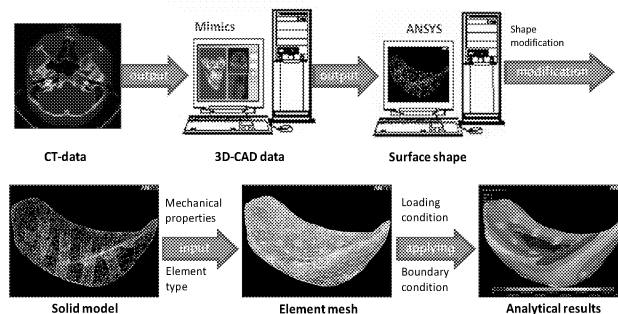 Mimics
ANSYS
Shape
modification
output
output
modification
CT-data
3D-CAD data
Surface shape
Mechanical
properties
input
Element
type
Loading
condition
applying
Boundary
condition
Solid model
Element mesh
Analytical results